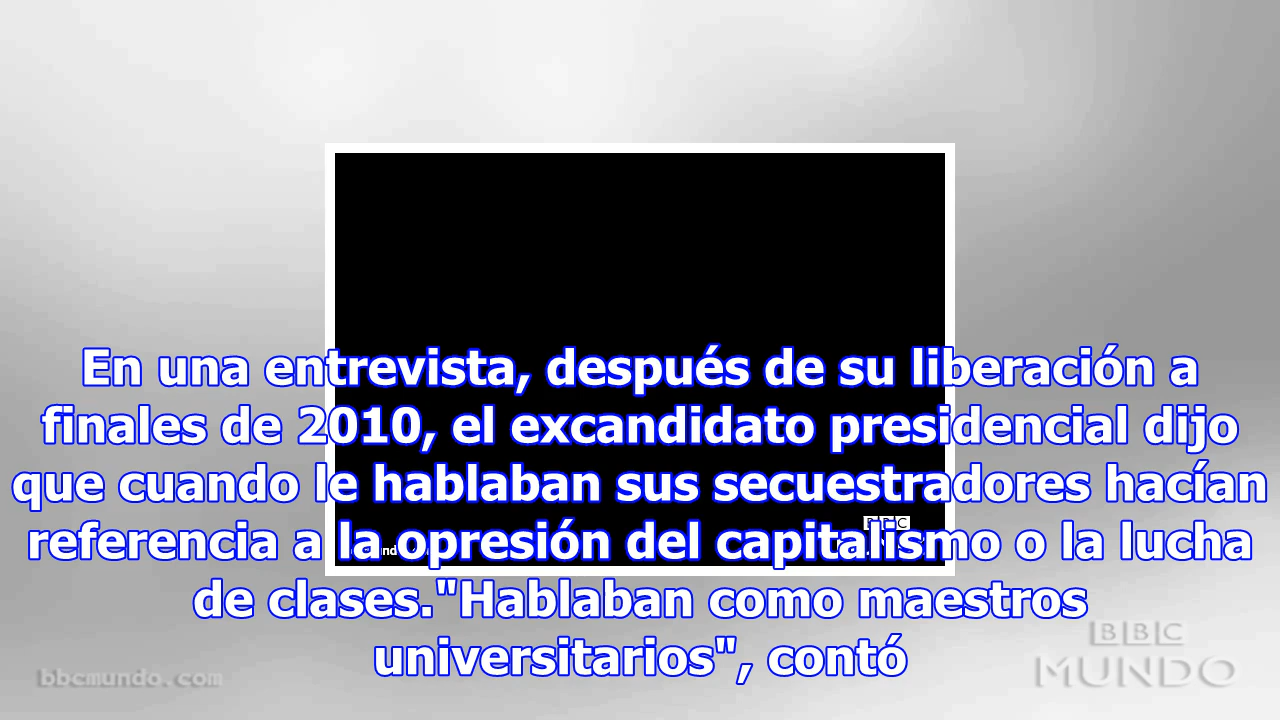 En una entrevista, después de su liberación a
finales de 2010, el excandidato presidencial dijo
que cuando le hablaban sus secuestradores hacían
referencia a la opresión del capitalismo o la lucha
de clases."Hablaban como maestros
universitarios", contó
BBC
BBC
MUNDO
bbcmundo.com